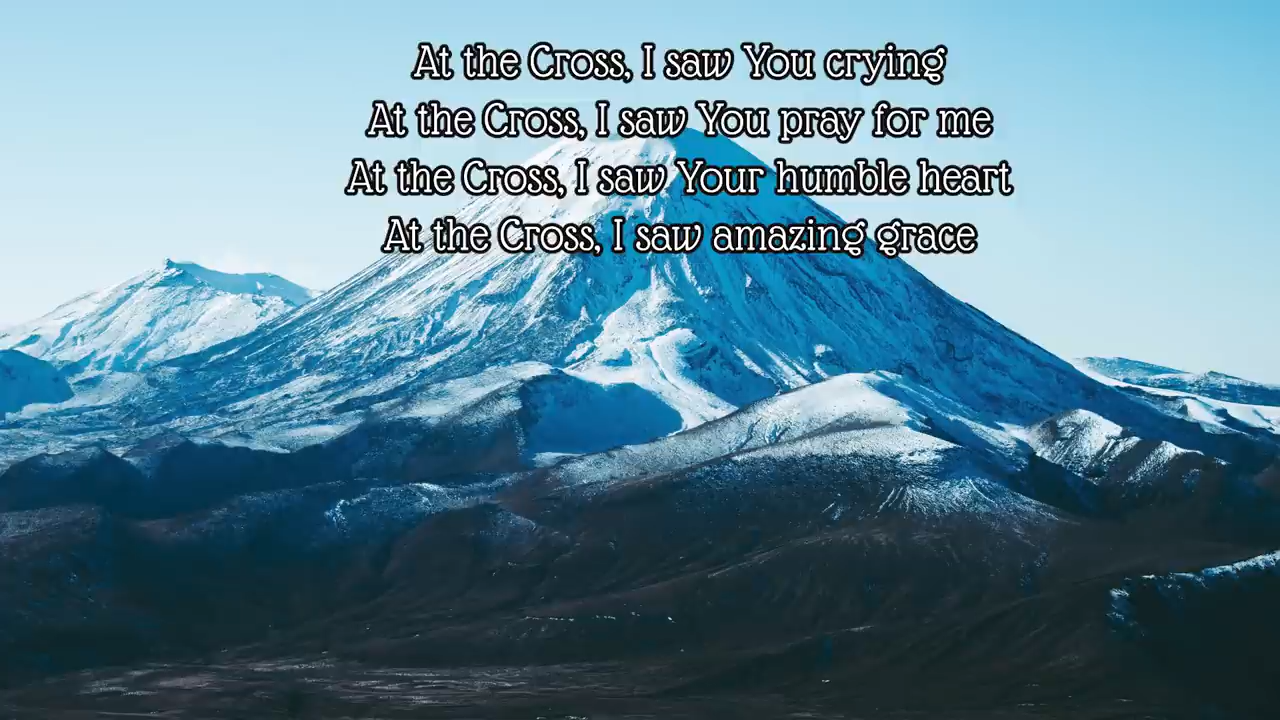 At the Cross, I saw You crying
At the Cross, I saw You pray for me
At the Cross, I saw Your humble heart
At the Cross, I saw amazing grace